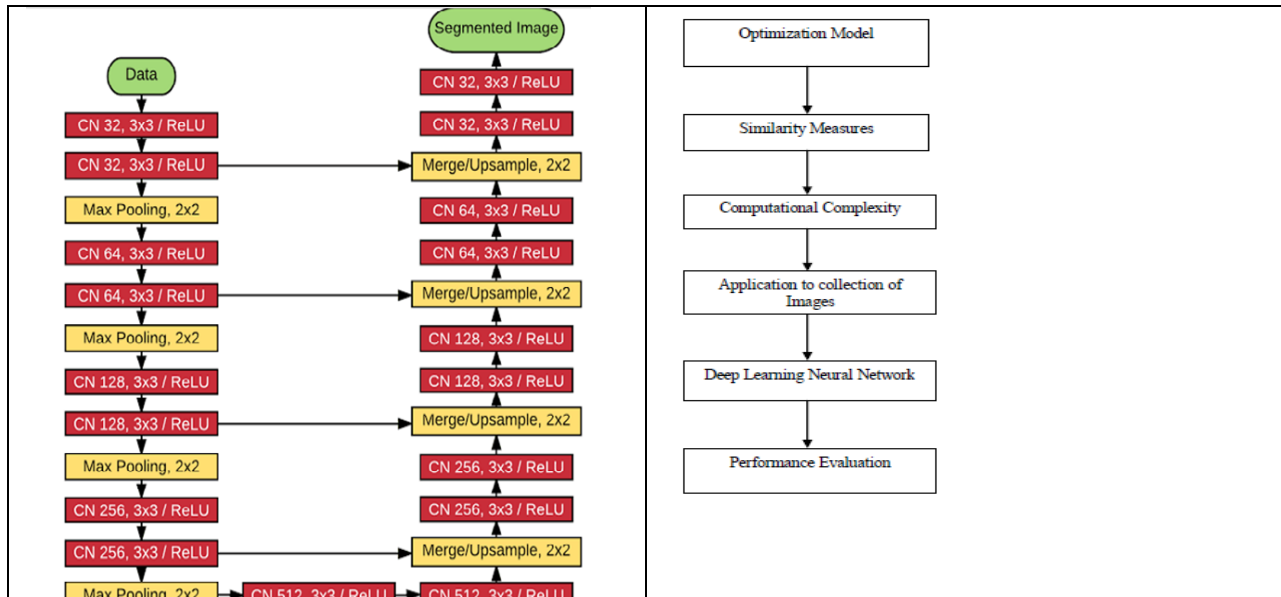 Data
CN 32, 3x3 / ReLU
CN 32, 3x3 / ReLU
Max Pooling, 2x2
CN 64, 3x3 / ReLU
CN 64, 3x3 / ReLU
Max Pooling, 2x2
CN 128, 3x3 / ReLU
CN 128, 3x3 / ReLU
Max Pooling, 2x2
CN 256, 3x3 / ReLU
CN 256, 3x3 / ReLU
Max Pooling, 2x2
CN 512, 3x3 / ReLU
CN 512, 3x3 / ReLU
Merge/Upsample, 2x2
CN 256, 3x3 / ReLU
CN 256, 3x3 / ReLU
Merge/Upsample, 2x2
CN 128, 3x3 / ReLU
CN 128, 3x3 / ReLU
Merge/Upsample, 2x2
CN 64, 3x3 / ReLU
CN 64, 3x3 / ReLU
Merge/Upsample, 2x2
CN 32, 3x3 / ReLU
CN 32, 3x3 / ReLU
Segmented Image
Optimization Model
Similarity Measures
Computational Complexity
Application to collection of
Images
Deep Learning Neural Network
Performance Evaluation